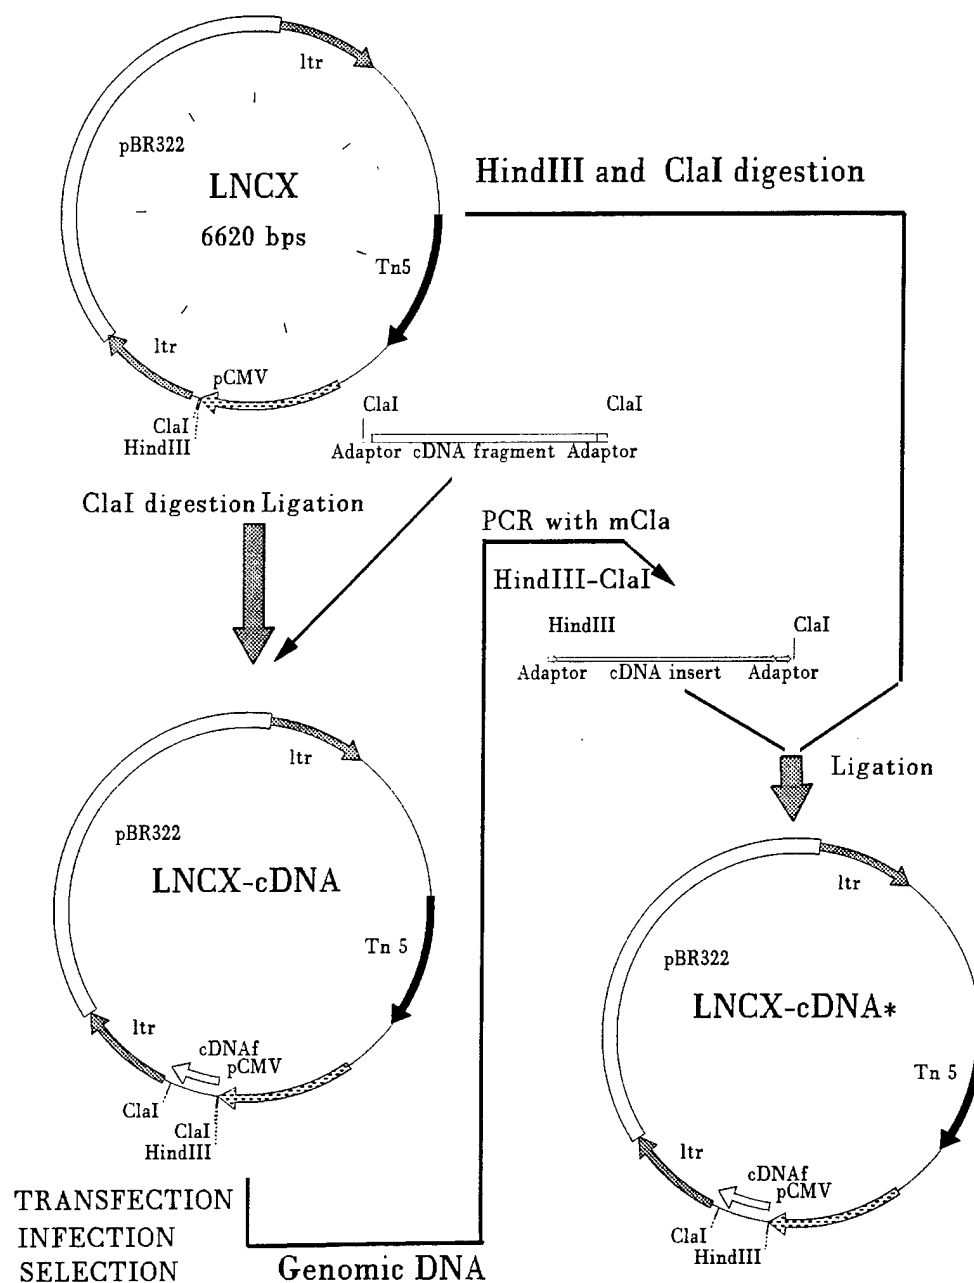 ltr
pBR322
LNCX
6620 bps
Tn5
ltr
pCMV
ClaI
HindIII
HindIII and ClaI digestion
ClaI
ClaI
Adaptor cDNA fragment Adaptor
ClaI digestion Ligation
PCR with mCla
HindIII-ClaI
HindIII
ClaI
Adaptor cDNA insert Adaptor
Ligation
ltr
pBR322
LNCX-cDNA
Tn 5
ltr
cDNAf
pCMV
ClaI
ClaI
HindIII
ltr
pBR322
LNCX-cDNA*
Tn 5
ltr
cDNAf
pCMV
ClaI
HindIII
TRANSFECTION
INFECTION
SELECTION
Genomic DNA